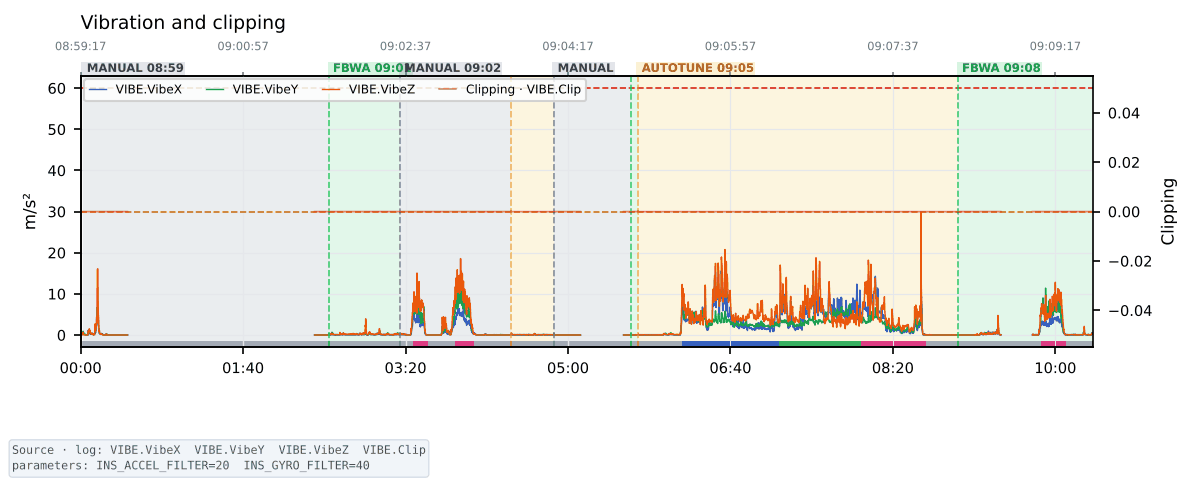 Vibration and clipping
08:59:17 09:00:57 09:02:37 09:04:17 09:05:57 09:07:37 09:09:17
MANUAL 08:59 FBWA 09:0 MANUAL 09:02 MANUAL AUTOTUNE 09:05 FBWA 09:08
VIBE.VibeX VIBE.VibeY VIBE.VibeZ Clipping · VIBE.Clip
60
50
40
30
20
10
0
m/s²
0.04
0.02
0.00
−0.02
−0.04
Clipping
00:00 01:40 03:20 05:00 06:40 08:20 10:00
Source · log: VIBE.VibeX VIBE.VibeY VIBE.VibeZ VIBE.Clip
parameters: INS_ACCEL_FILTER=20 INS_GYRO_FILTER=40